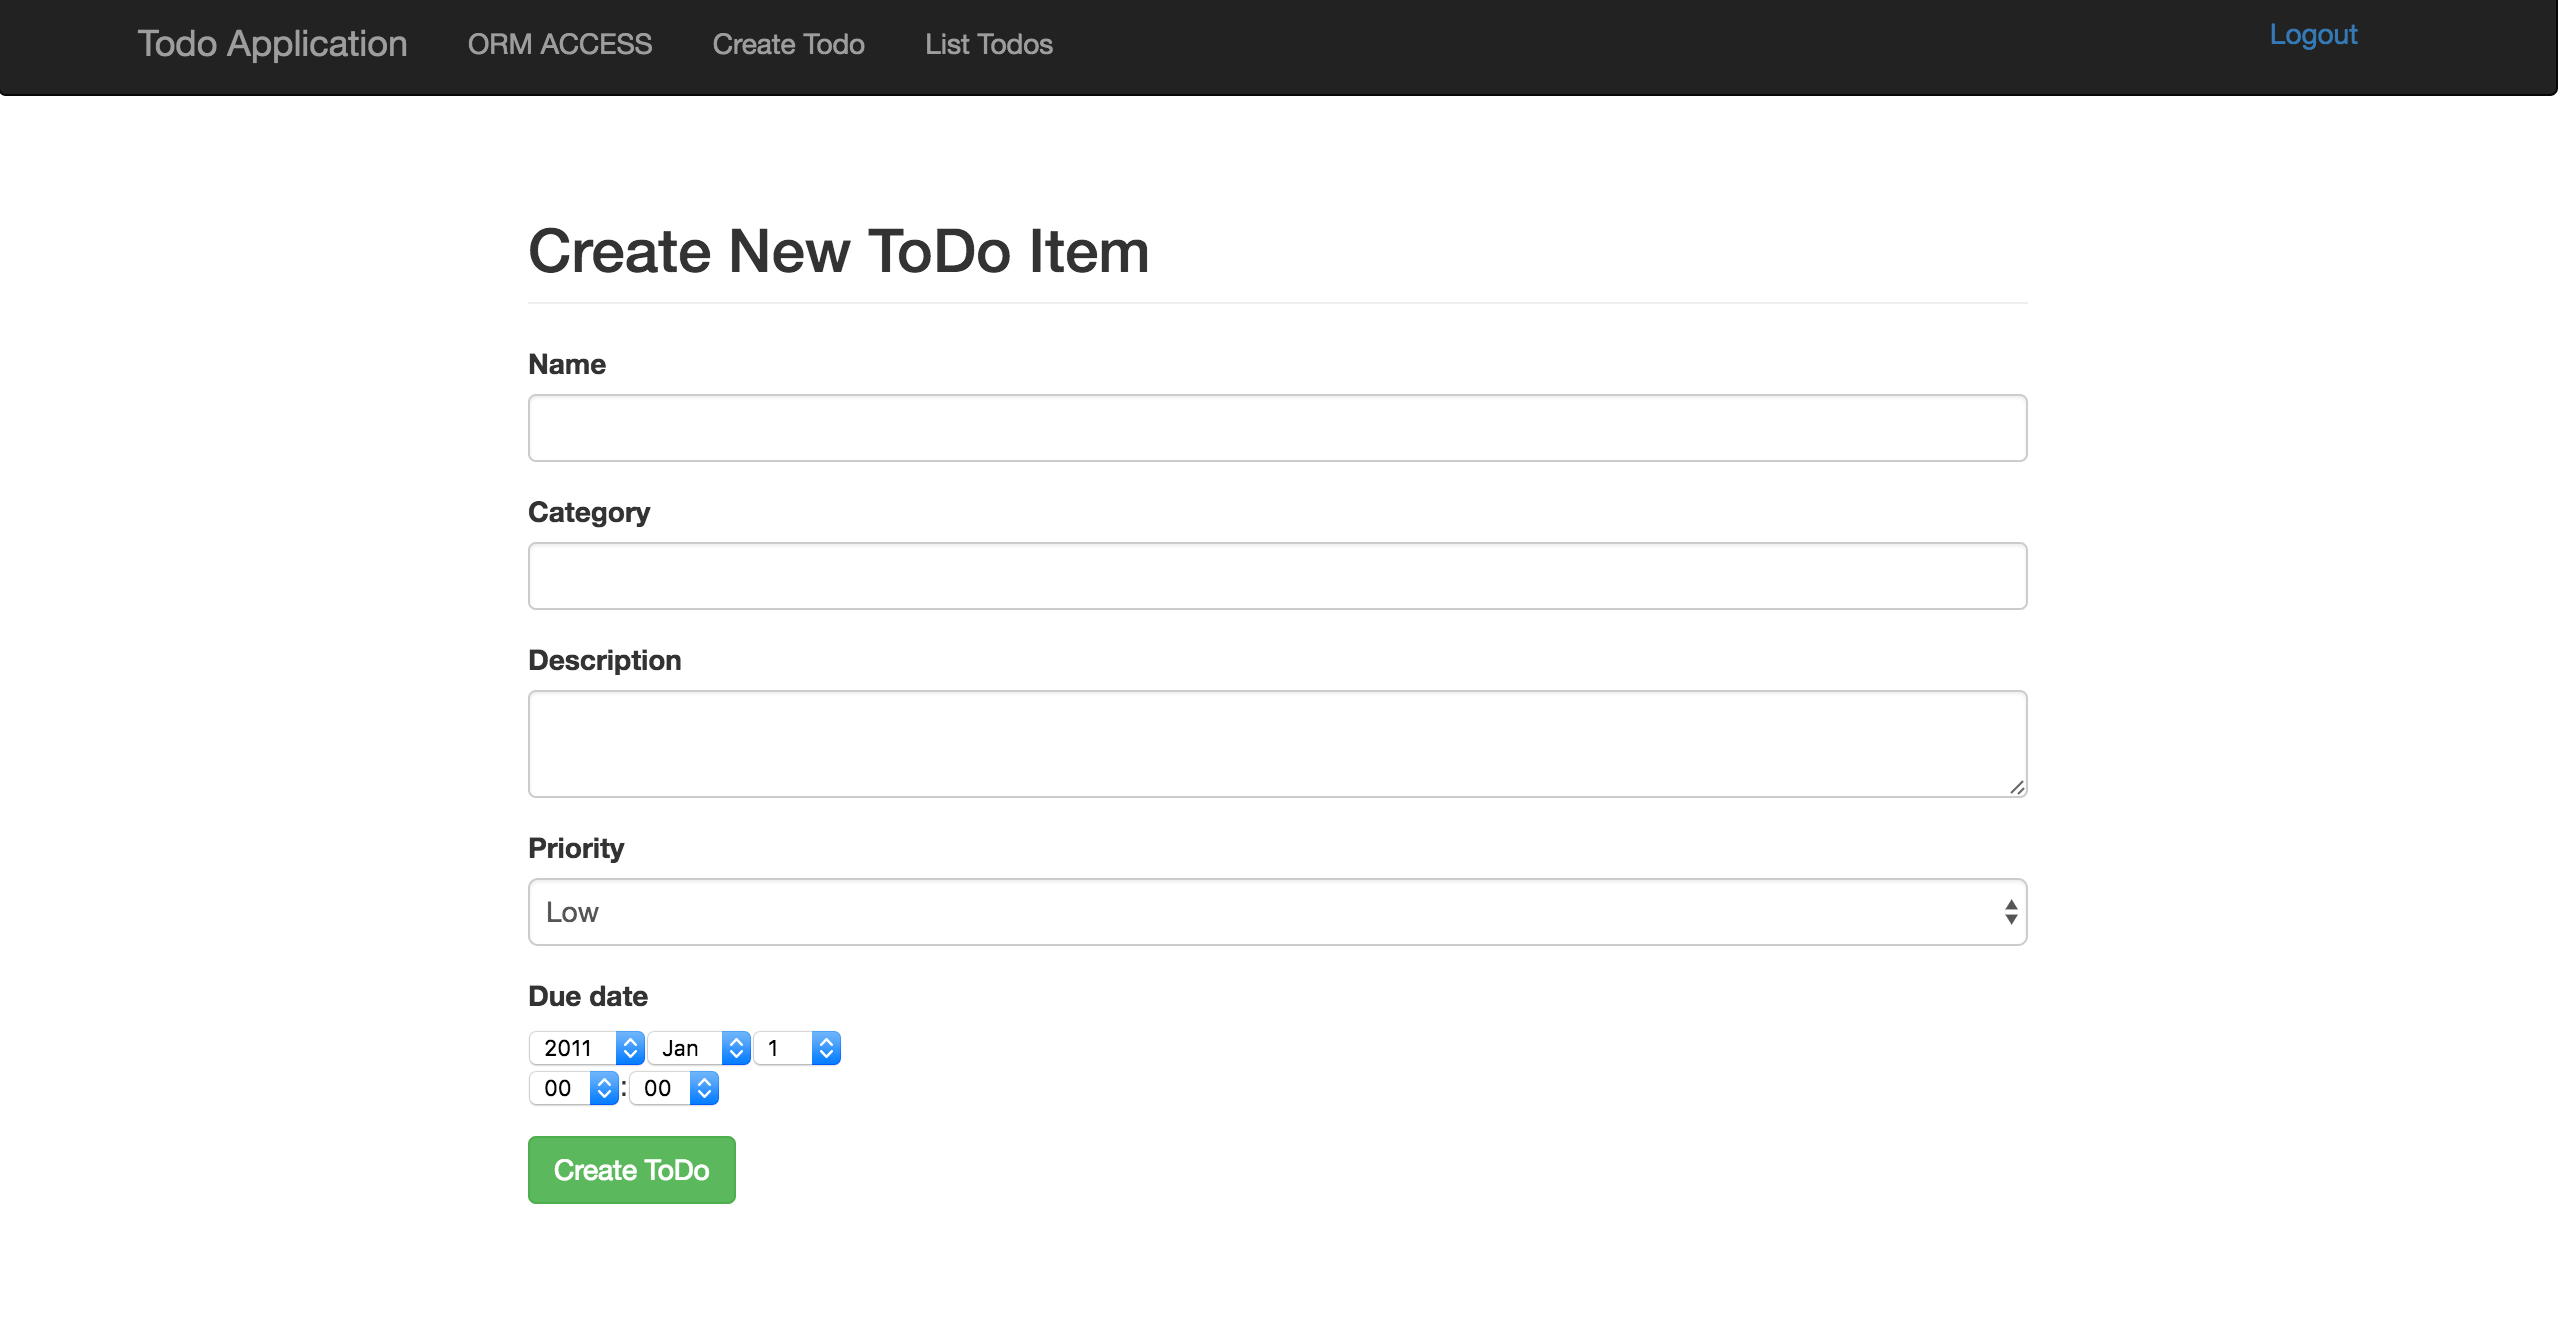 Todo Application ORM ACCESS Create Todo List Todos Logout
Create New ToDo Item
Name
Category
Description
Priority
Low
Due date
2011 Jan 1
00 : 00
Create ToDo